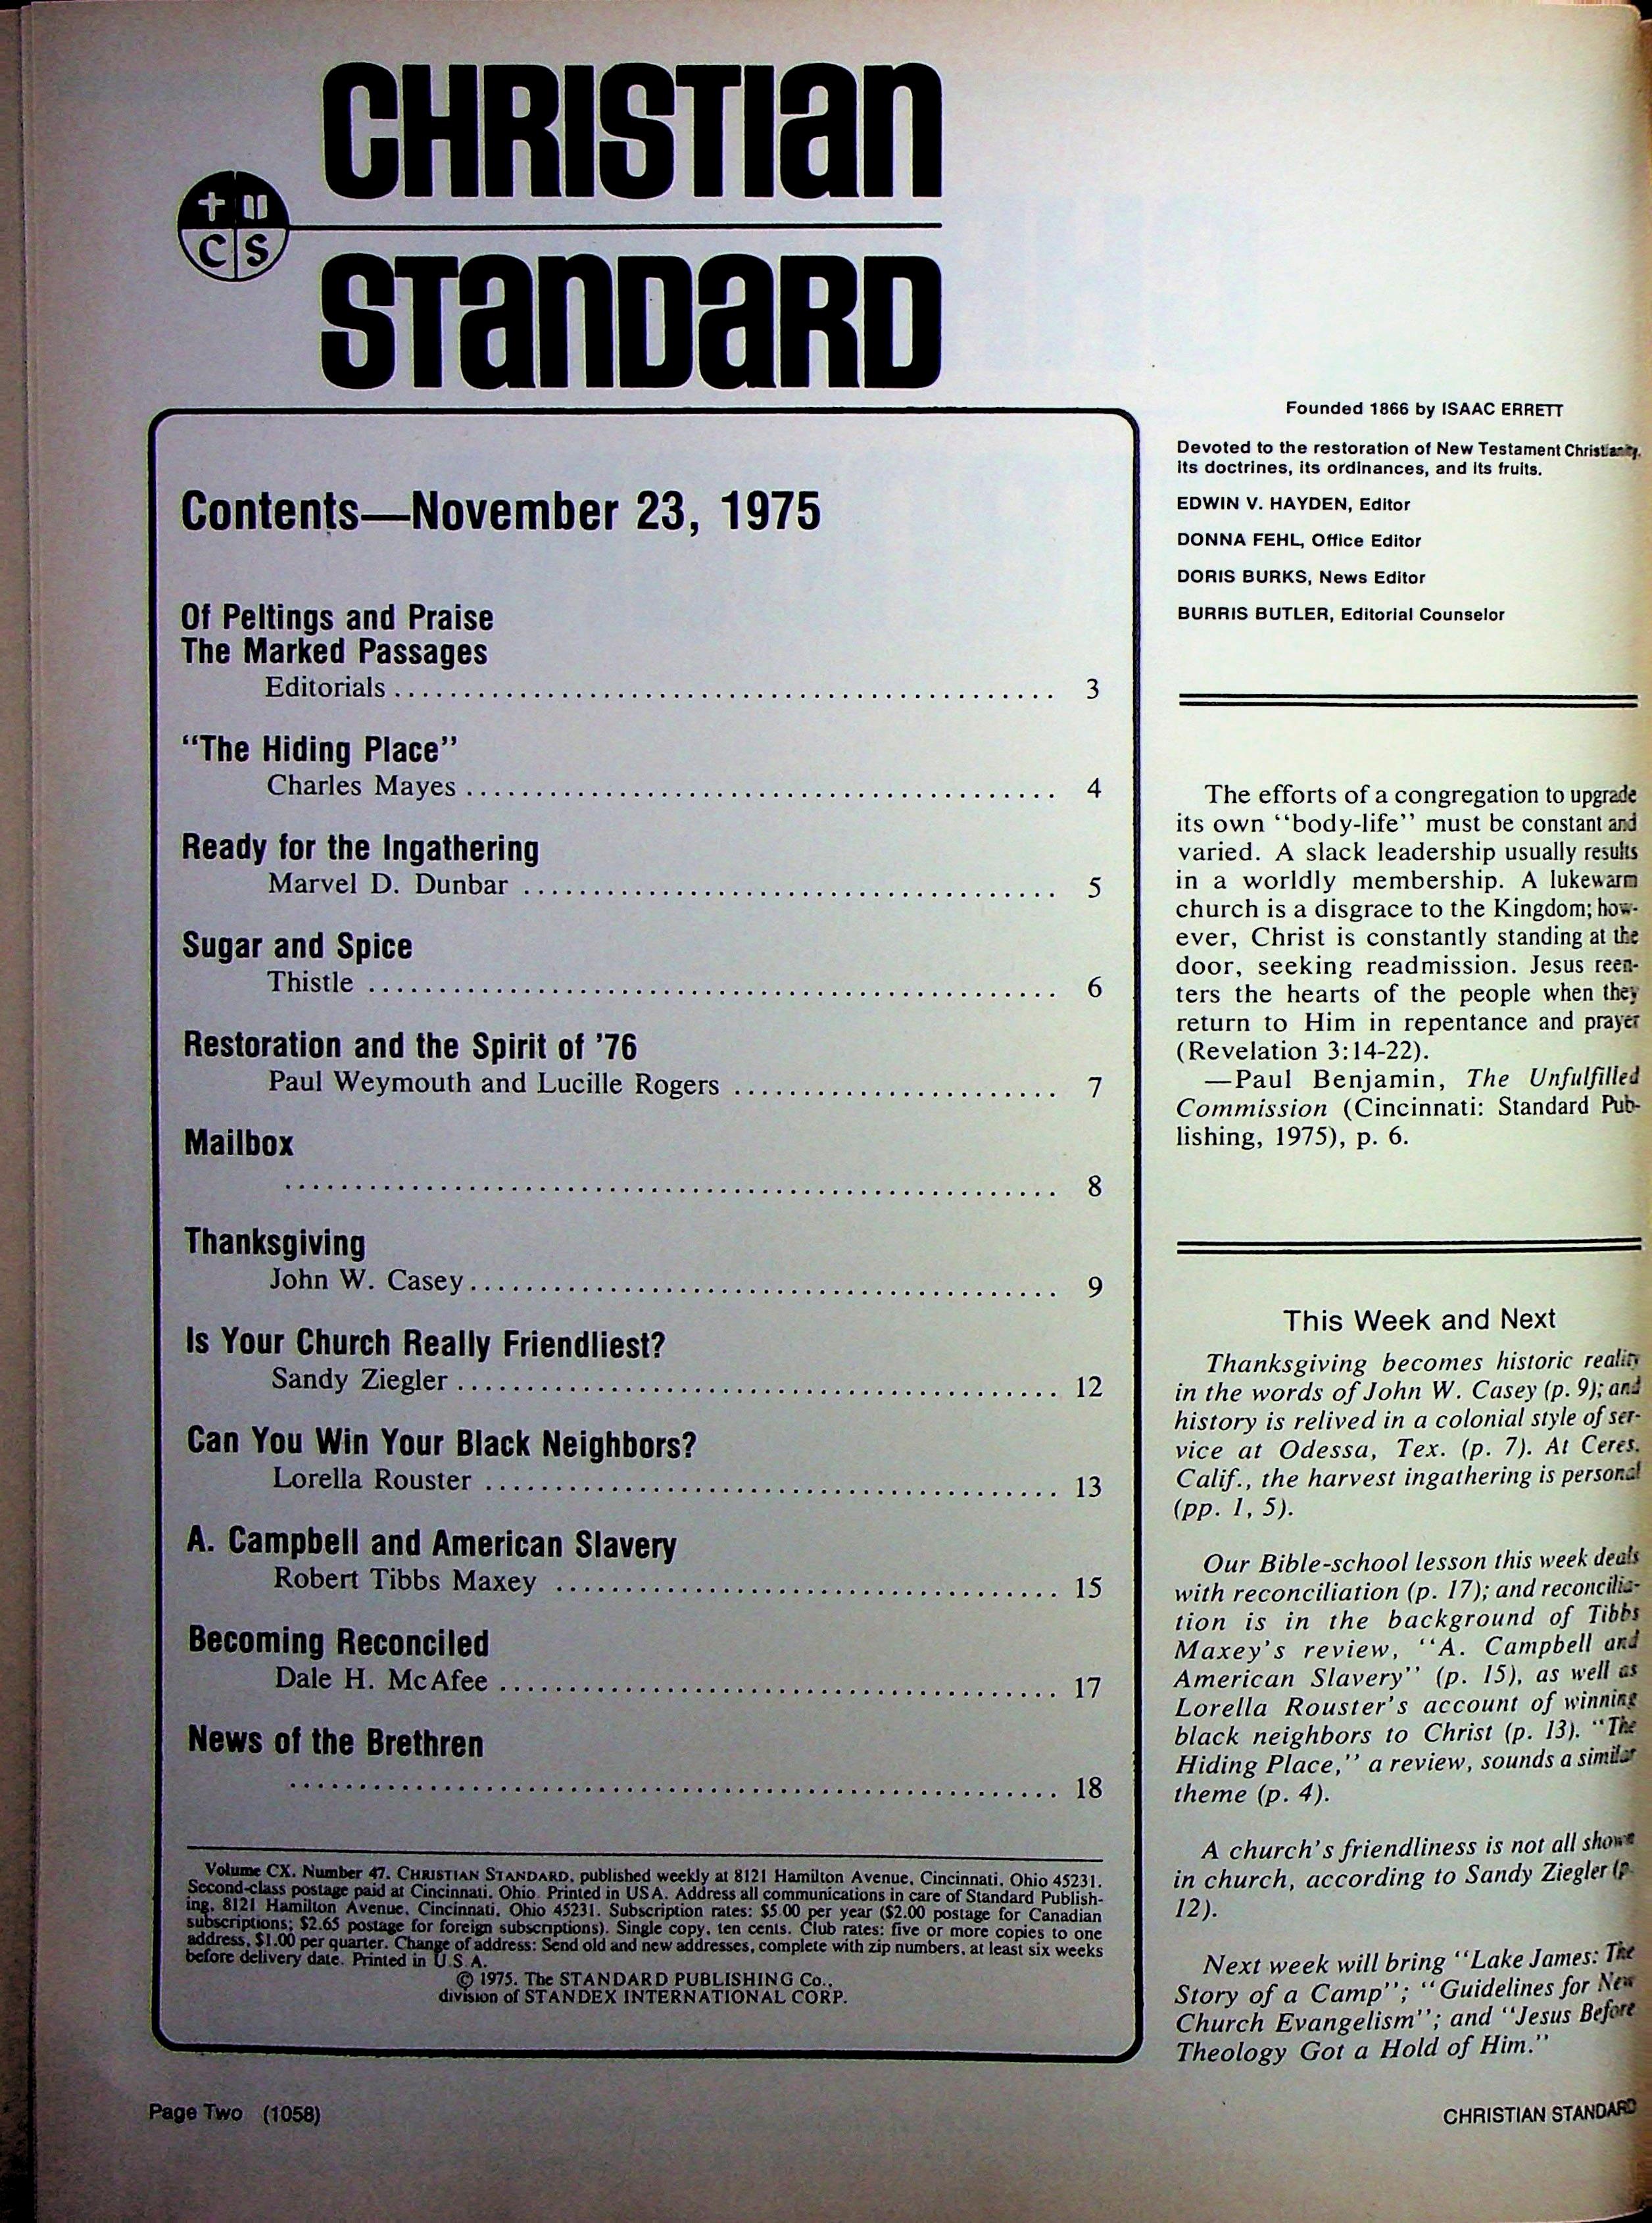 CHRISTIAN
C S
STANDARD
Contents—November 23, 1975
Of Peltings and Praise
The Marked Passages
Editorials .................................................. 3
“The Hiding Place”
Charles Mayes ............................................. 4
Ready for the Ingathering
Marvel D. Dunbar ......................................... 5
Sugar and Spice
Thistle ..................................................... 6
Restoration and the Spirit of ’76
Paul Weymouth and Lucille Rogers ........................ 7
Mailbox
........................................................... 8
Thanksgiving
John W. Casey ............................................. 9
Is Your Church Really Friendliest?
Sandy Ziegler .............................................. 12
Can You Win Your Black Neighbors?
Lorella Rouster ............................................ 13
A. Campbell and American Slavery
Robert Tibbs Maxey ....................................... 15
Becoming Reconciled
Dale H. McAfee ........................................... 17
News of the Brethren
........................................................... 18
Volume CX, Number 47. CHRISTIAN STANDARD, published weekly at 8121 Hamilton Avenue, Cincinnati, Ohio 45231.
Second-class postage paid at Cincinnati, Ohio. Printed in USA. Address all communications in care of Standard Publish-
ing, 8121 Hamilton Avenue, Cincinnati, Ohio 45231. Subscription rates: $5.00 per year ($2.00 postage for Canadian
subscriptions; $2.65 postage for foreign subscriptions). Single copy, ten cents. Club rates: five or more copies to one
address, $1.00 per quarter. Change of address: Send old and new addresses, complete with zip numbers, at least six weeks
before delivery date. Printed in U.S.A.
© 1975. The STANDARD PUBLISHING Co.,
division of STANDEX INTERNATIONAL CORP.
Founded 1866 by ISAAC ERRETT
Devoted to the restoration of New Testament Christianity,
its doctrines, its ordinances, and its fruits.
EDWIN V. HAYDEN, Editor
DONNA FEHL, Office Editor
DORIS BURKS, News Editor
BURRIS BUTLER, Editorial Counselor
The efforts of a congregation to upgrade
its own “body-life” must be constant and
varied. A slack leadership usually results
in a worldly membership. A lukewarm
church is a disgrace to the Kingdom; how-
ever, Christ is constantly standing at the
door, seeking readmission. Jesus reen-
ters the hearts of the people when they
return to Him in repentance and prayer
(Revelation 3:14-22).
—Paul Benjamin, The Unfulfilled
Commission (Cincinnati: Standard Pub-
lishing, 1975), p. 6.
This Week and Next
Thanksgiving becomes historic reality
in the words of John W. Casey (p. 9); and
history is relived in a colonial style of ser-
vice at Odessa, Tex. (p. 7). At Ceres,
Calif., the harvest ingathering is personal
(pp. 1, 5).
Our Bible-school lesson this week deals
with reconciliation (p. 17); and reconcilia-
tion is in the background of Tibbs
Maxey’s review, “A. Campbell and
American Slavery” (p. 15), as well as
Lorella Rouster’s account of winning
black neighbors to Christ (p. 13). “The
Hiding Place,” a review, sounds a similar
theme (p. 4).
A church’s friendliness is not all shown
in church, according to Sandy Ziegler (p.
12).
Next week will bring “Lake James: The
Story of a Camp”; “Guidelines for New
Church Evangelism”; and “Jesus Before
Theology Got a Hold of Him.”
Page Two (1058)
CHRISTIAN STANDARD